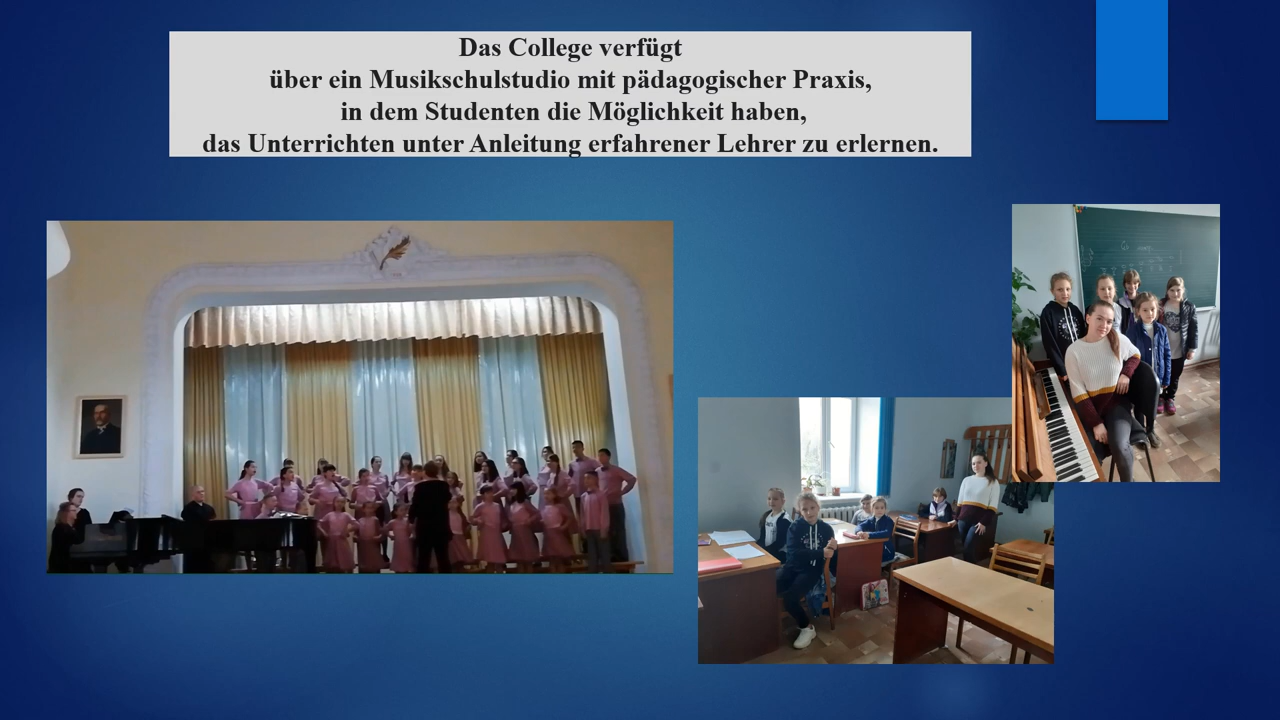 Das College verfügt
über ein Musikschulstudio mit pädagogischer Praxis,
in dem Studenten die Möglichkeit haben,
das Unterrichten unter Anleitung erfahrener Lehrer zu erlernen.